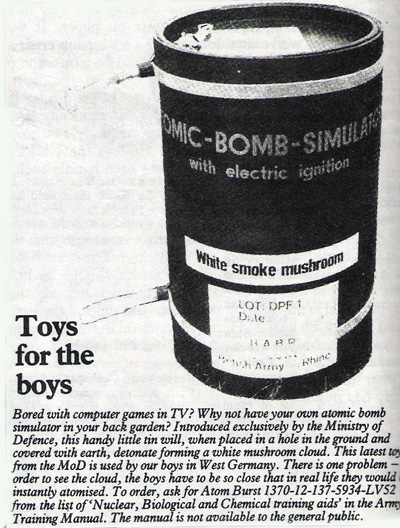 OMIC-BOMB-SIMULAT
with electric ignition
White smoke mushroom
LOT: DPF 1
Date
British Army Rhine
Toys
for the
boys
Bored with computer games in TV? Why not have your own atomic bomb
simulator in your back garden? Introduced exclusively by the Ministry of
Defence, this handy little tin will, when placed in a hole in the ground and
covered with earth, detonate forming a white mushroom cloud. This latest toy
from the MoD is used by our boys in West Germany. There is one problem –
order to see the cloud, the boys have to be so close that in real life they would
instantly atomised. To order, ask for Atom Burst 1370-12-137-5934-LV52
from the list of 'Nuclear, Biological and Chemical training aids' in the Army
Training Manual. The manual is not available to the general public.